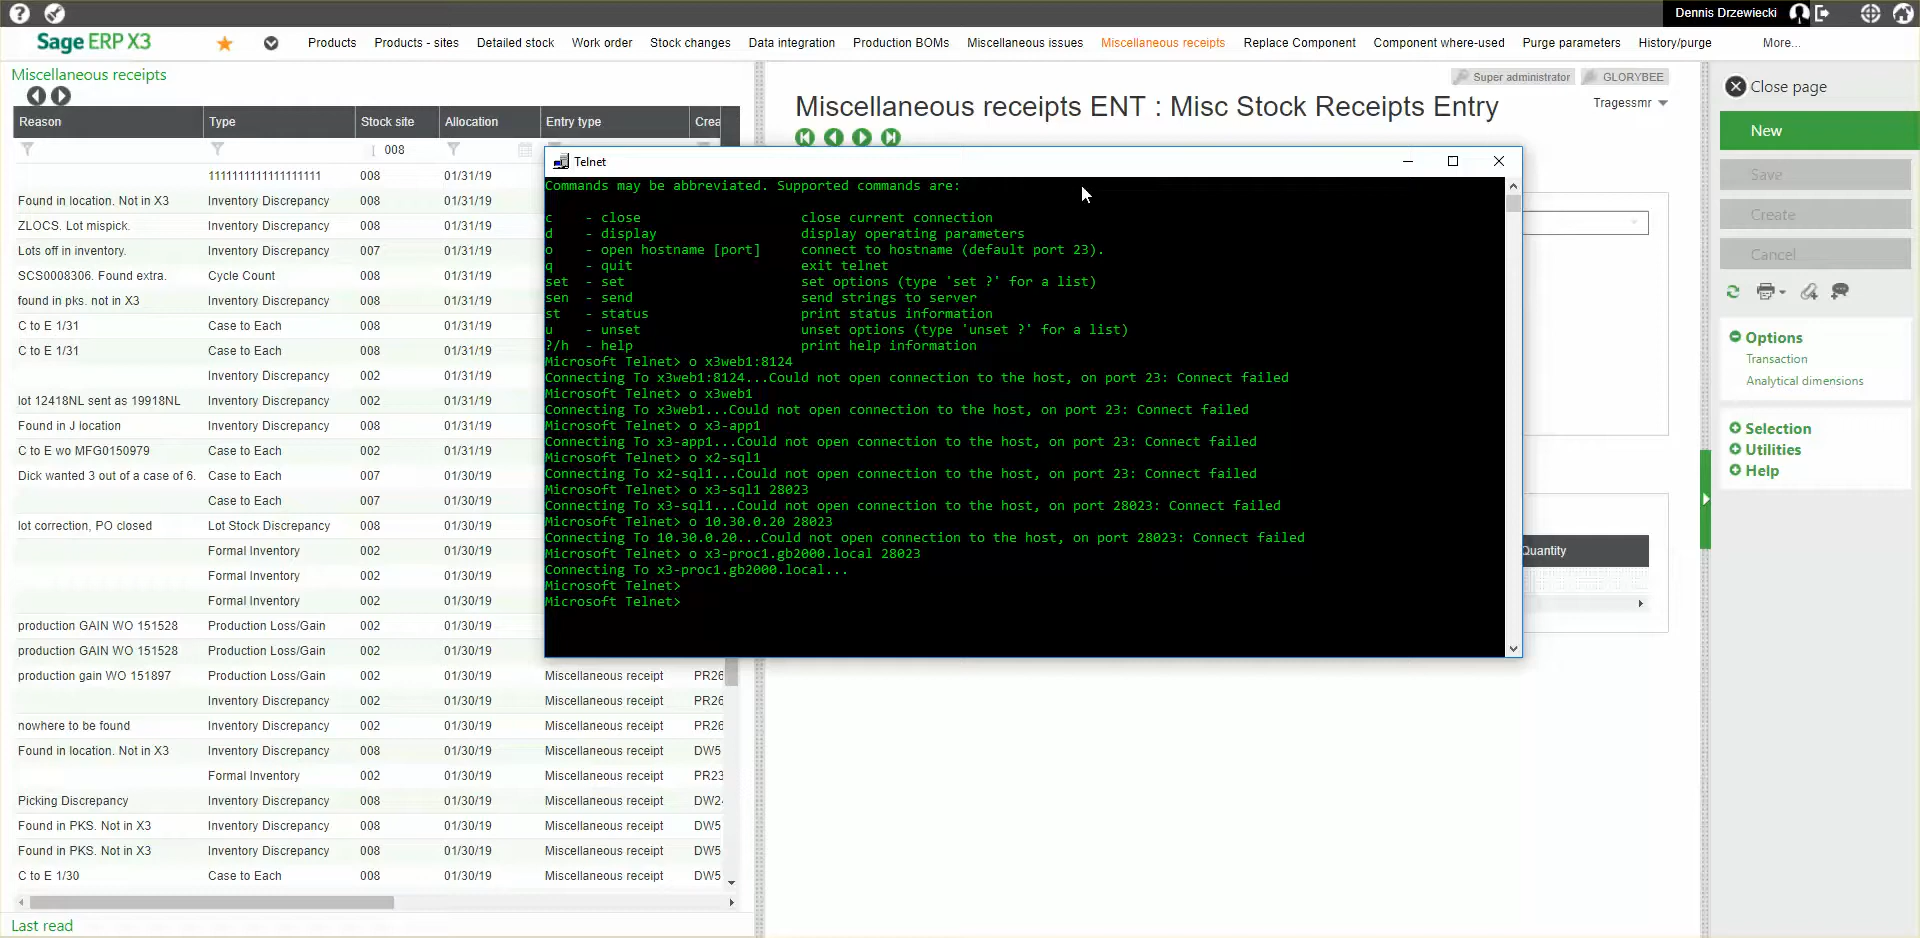 Dennis Drzewiecki
Sage ERP X3
Products
Products - sites
Detailed stock
Work order
Stock changes
Data integration
Production BOMs
Miscellaneous issues
Miscellaneous receipts
Replace Component
Component where-used
Purge parameters
History/purge
More...
Miscellaneous receipts
Reason Type Stock site Allocation Entry type Crea
008
11111111111111111 008 01/31/19
Found in location. Not in X3 Inventory Discrepancy 008 01/31/19
ZLOCS. Lot mispick. Inventory Discrepancy 008 01/31/19
Lots off in inventory. Inventory Discrepancy 007 01/31/19
SCS0008306. Found extra. Cycle Count 008 01/31/19
found in pks. not in X3 Inventory Discrepancy 008 01/31/19
C to E 1/31 Case to Each 008 01/31/19
C to E 1/31 Case to Each 008 01/31/19
Inventory Discrepancy 002 01/31/19
lot 12418NL sent as 19918NL Inventory Discrepancy 002 01/31/19
Found in J location Inventory Discrepancy 008 01/31/19
C to E wo MFG0150979 Case to Each 002 01/31/19
Dick wanted 3 out of a case of 6. Case to Each 007 01/30/19
Case to Each 007 01/30/19
lot correction, PO closed Lot Stock Discrepancy 008 01/30/19
Formal Inventory 002 01/30/19
Formal Inventory 002 01/30/19
Formal Inventory 002 01/30/19
production GAIN WO 151528 Production Loss/Gain 002 01/30/19
production GAIN WO 151528 Production Loss/Gain 002 01/30/19
production gain WO 151897 Production Loss/Gain 002 01/30/19 Miscellaneous receipt PR26
Inventory Discrepancy 002 01/30/19 Miscellaneous receipt PR26
nowhere to be found Inventory Discrepancy 002 01/30/19 Miscellaneous receipt PR26
Found in location. Not in X3 Inventory Discrepancy 008 01/30/19 Miscellaneous receipt DW5
Formal Inventory 002 01/30/19 Miscellaneous receipt PR23
Picking Discrepancy Inventory Discrepancy 008 01/30/19 Miscellaneous receipt DW2
Found in PKS. Not in X3 Inventory Discrepancy 008 01/30/19 Miscellaneous receipt DW5
Found in PKS. Not in X3 Inventory Discrepancy 008 01/30/19 Miscellaneous receipt DW5
C to E 1/30 Case to Each 008 01/30/19 Miscellaneous receipt DW5
Last read
Super administrator
GLORYBEE
Miscellaneous receipts ENT : Misc Stock Receipts Entry
Tragessmr
Telnet
Commands may be abbreviated. Supported commands are:
c - close close current connection
d - display display operating parameters
o - open hostname [port] connect to hostname (default port 23).
q - quit exit telnet
set - set set options (type 'set ?' for a list)
sen - send send strings to server
st - status print status information
u - unset unset options (type 'unset ?' for a list)
?/h - help print help information
Microsoft Telnet> o x3web1:8124
Connecting To x3web1:8124...Could not open connection to the host, on port 23: Connect failed
Microsoft Telnet> o x3web1
Connecting To x3web1...Could not open connection to the host, on port 23: Connect failed
Microsoft Telnet> o x3-app1
Connecting To x3-app1...Could not open connection to the host, on port 23: Connect failed
Microsoft Telnet> o x2-sql1
Connecting To x2-sql1...Could not open connection to the host, on port 23: Connect failed
Microsoft Telnet> o x3-sql1 28023
Connecting To x3-sql1...Could not open connection to the host, on port 28023: Connect failed
Microsoft Telnet> o 10.30.0.20 28023
Connecting To 10.30.0.20...Could not open connection to the host, on port 28023: Connect failed
Microsoft Telnet> o x3-proc1.gb2000.local 28023
Connecting To x3-proc1.gb2000.local...
Microsoft Telnet>
Microsoft Telnet>
Quantity
Close page
New
Save
Create
Cancel
Options
Transaction
Analytical dimensions
Selection
Utilities
Help